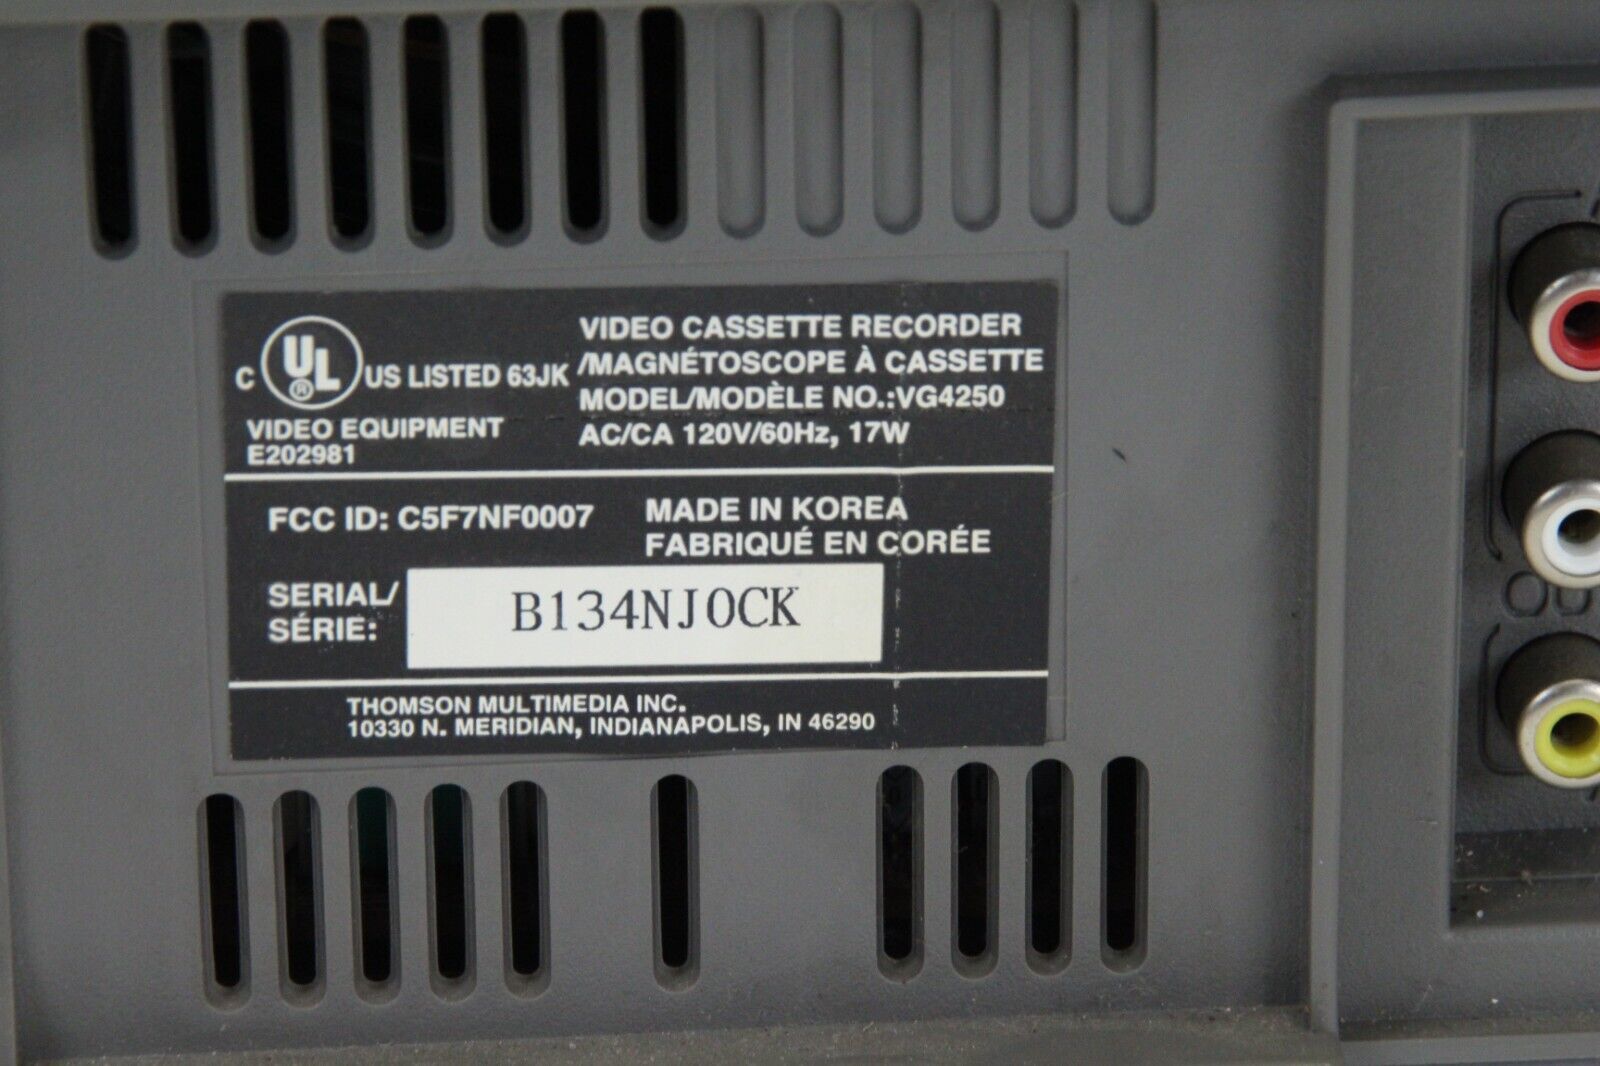 C UL ® US LISTED 63JK
VIDEO EQUIPMENT
E202981
VIDEO CASSETTE RECORDER
/MAGNÉTOSCOPE À CASSETTE
MODEL/MODÈLE NO.:VG4250
AC/CA 120V/60Hz, 17W
FCC ID: C5F7NF0007
MADE IN KOREA
FABRIQUÉ EN CORÉE
SERIAL/
SÉRIE:
B134NJ0CK
THOMSON MULTIMEDIA INC.
10330 N. MERIDIAN, INDIANAPOLIS, IN 46290